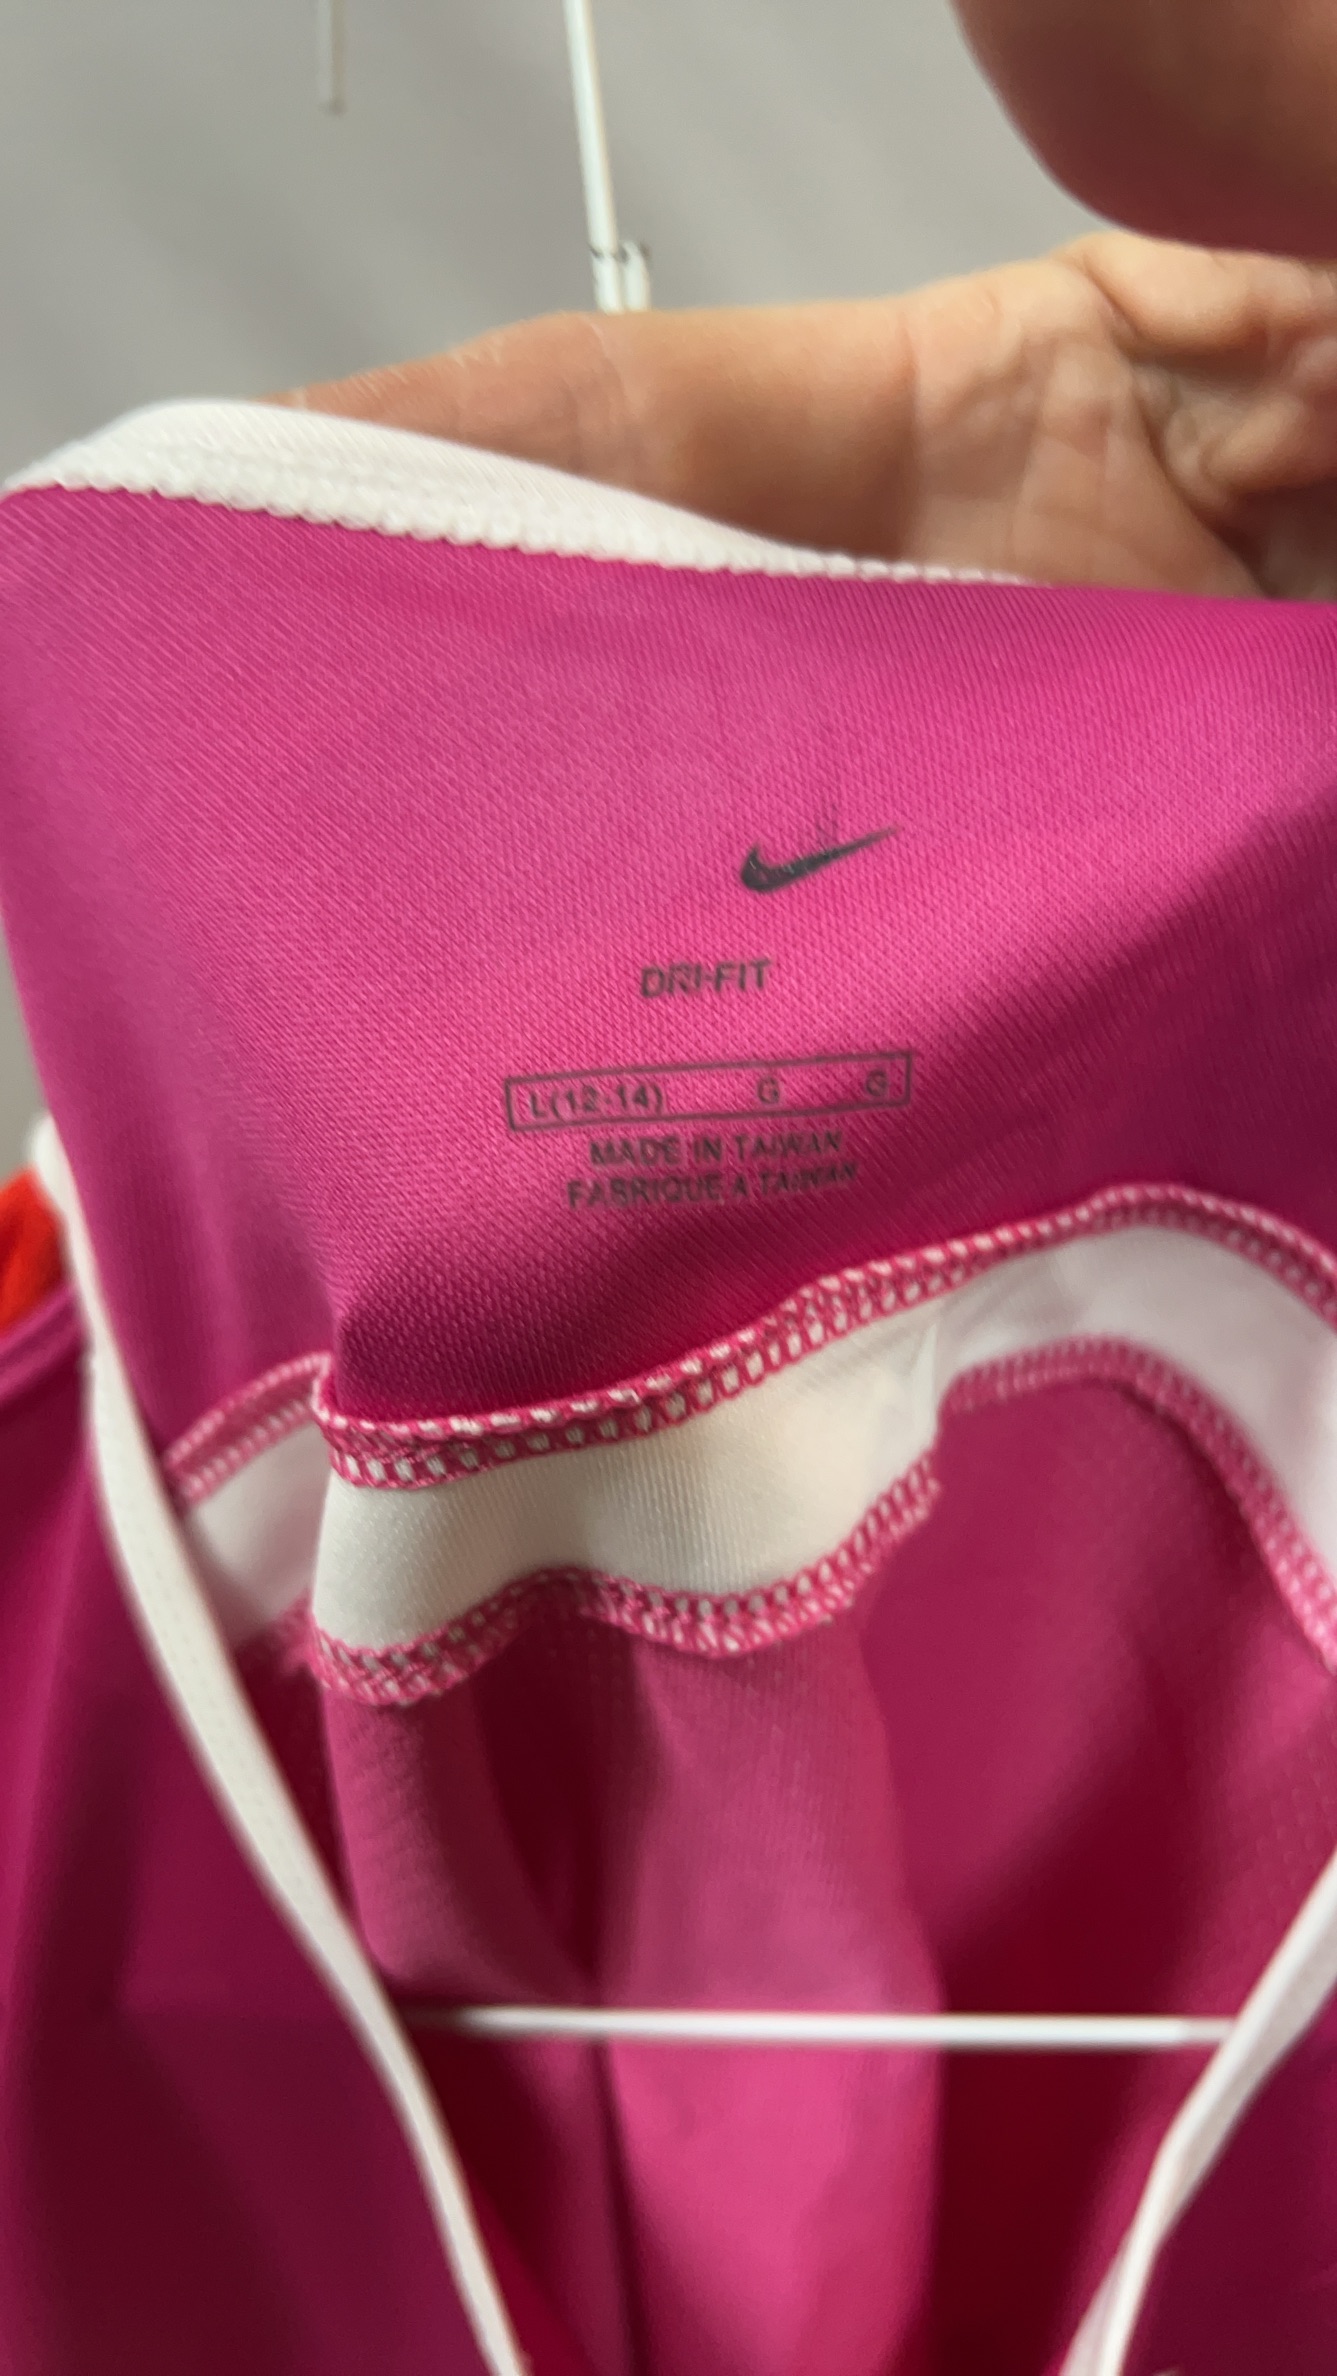 DRI-FIT
L(12-14) G G
MADE IN TAIWAN
FABRIQUE A TAIWAN